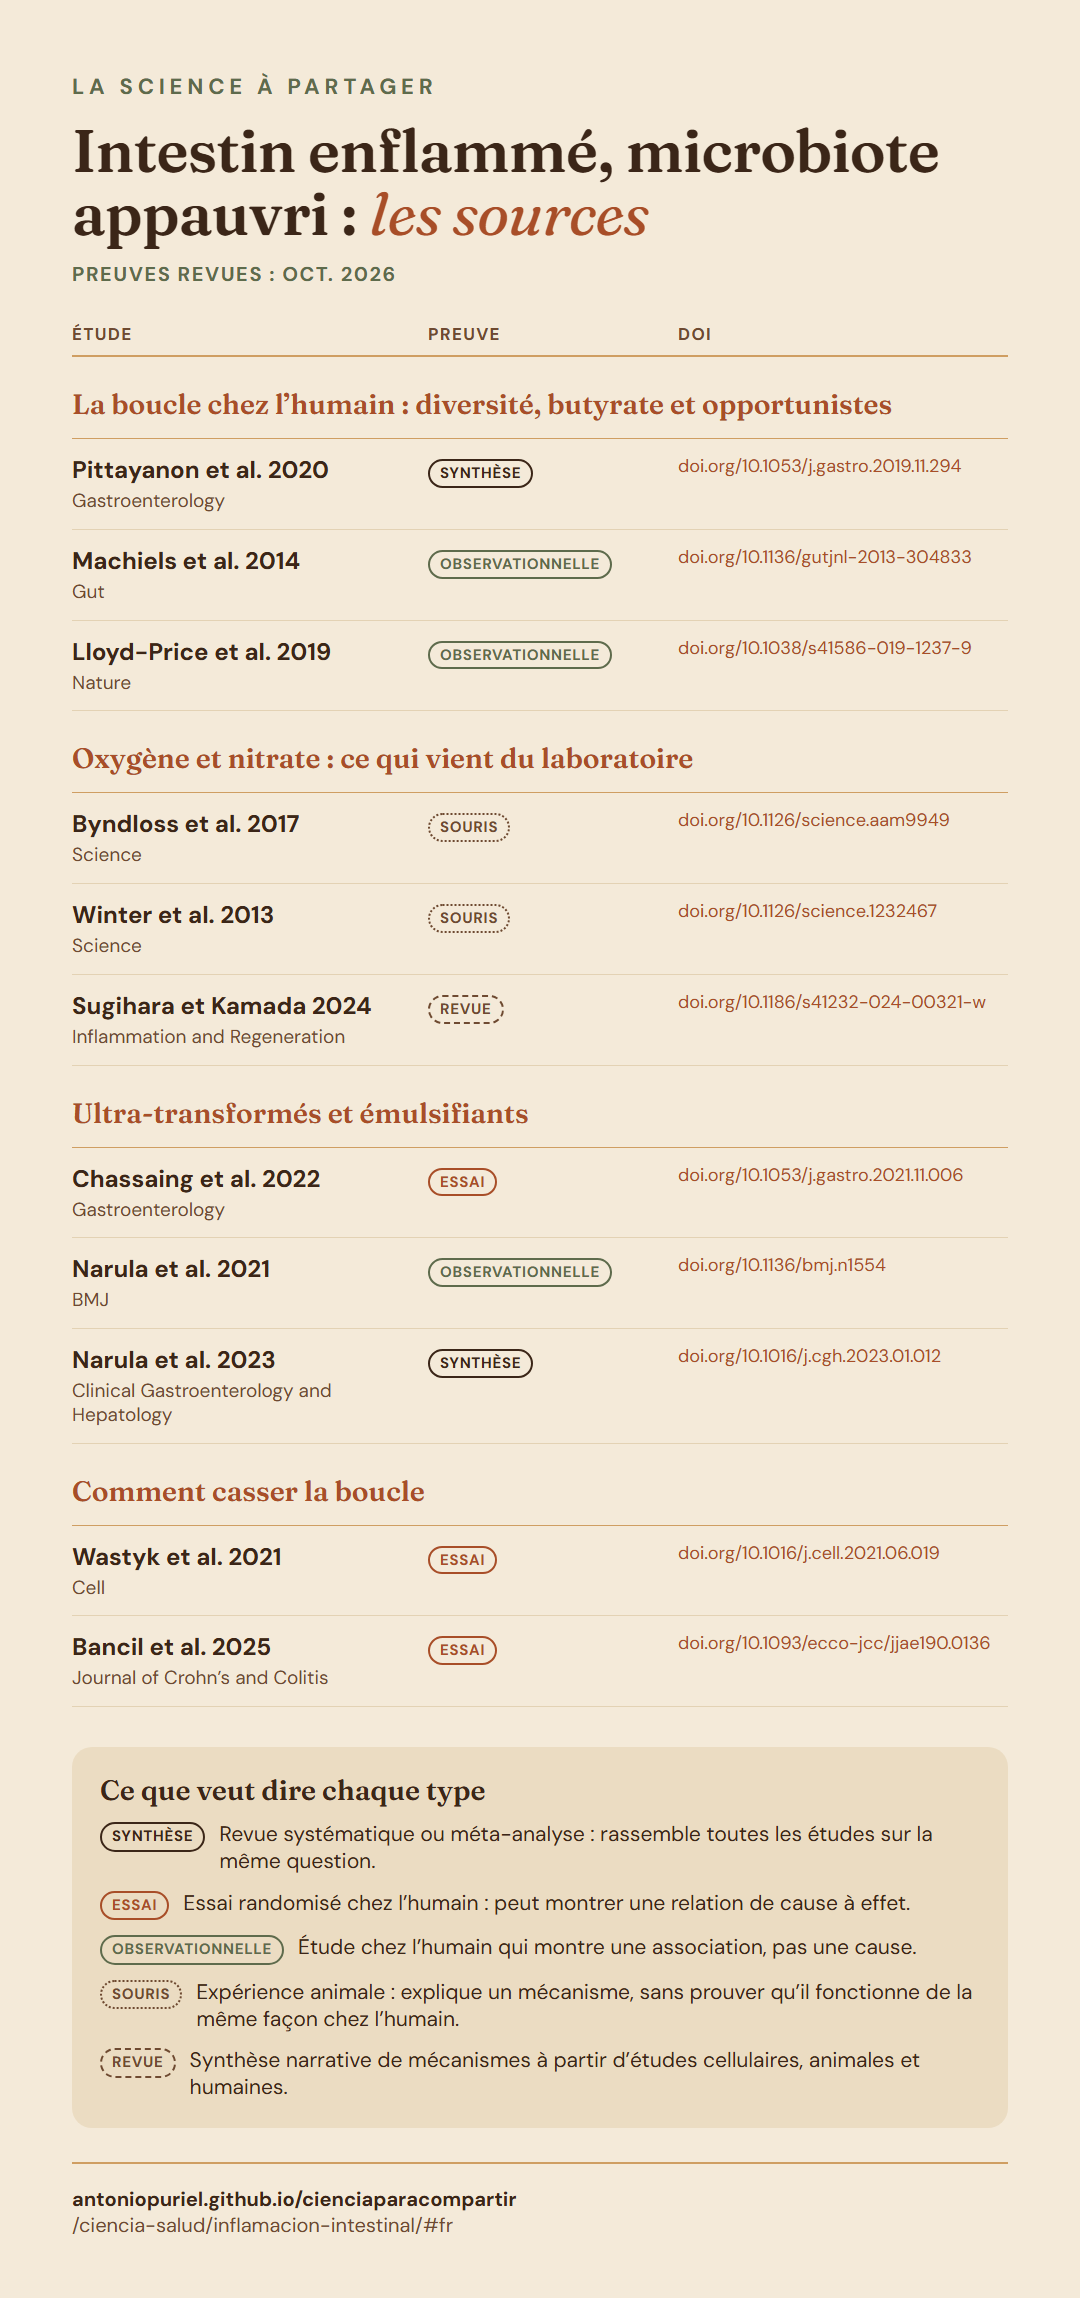 LA SCIENCE À PARTAGER
Intestin enflammé, microbiote
appauvri : les sources
PREUVES REVUES : OCT. 2026
ÉTUDE PREUVE DOI
La boucle chez l’humain : diversité, butyrate et opportunistes
Pittayanon et al. 2020 SYNTHÈSE doi.org/10.1053/j.gastro.2019.11.294
Gastroenterology
Machiels et al. 2014 OBSERVATIONNELLE doi.org/10.1136/gutjnl-2013-304833
Gut
Lloyd-Price et al. 2019 OBSERVATIONNELLE doi.org/10.1038/s41586-019-1237-9
Nature
Oxygène et nitrate : ce qui vient du laboratoire
Byndloss et al. 2017 SOURIS doi.org/10.1126/science.aam9949
Science
Winter et al. 2013 SOURIS doi.org/10.1126/science.1232467
Science
Sugihara et Kamada 2024 REVUE doi.org/10.1186/s41232-024-00321-w
Inflammation and Regeneration
Ultra-transformés et émulsifiants
Chassaing et al. 2022 ESSAI doi.org/10.1053/j.gastro.2021.11.006
Gastroenterology
Narula et al. 2021 OBSERVATIONNELLE doi.org/10.1136/bmj.n1554
BMJ
Narula et al. 2023 SYNTHÈSE doi.org/10.1016/j.cgh.2023.01.012
Clinical Gastroenterology and
Hepatology
Comment casser la boucle
Wastyk et al. 2021 ESSAI doi.org/10.1016/j.cell.2021.06.019
Cell
Bancil et al. 2025 ESSAI doi.org/10.1093/ecco-jcc/jjae190.0136
Journal of Crohn’s and Colitis
Ce que veut dire chaque type
SYNTHÈSE Revue systématique ou méta-analyse : rassemble toutes les études sur la
même question.
ESSAI Essai randomisé chez l’humain : peut montrer une relation de cause à effet.
OBSERVATIONNELLE Étude chez l’humain qui montre une association, pas une cause.
SOURIS Expérience animale : explique un mécanisme, sans prouver qu’il fonctionne de la
même façon chez l’humain.
REVUE Synthèse narrative de mécanismes à partir d’études cellulaires, animales et
humaines.
antoniopuriel.github.io/cienciaparacompartir
/ciencia-salud/inflamacion-intestinal/#fr